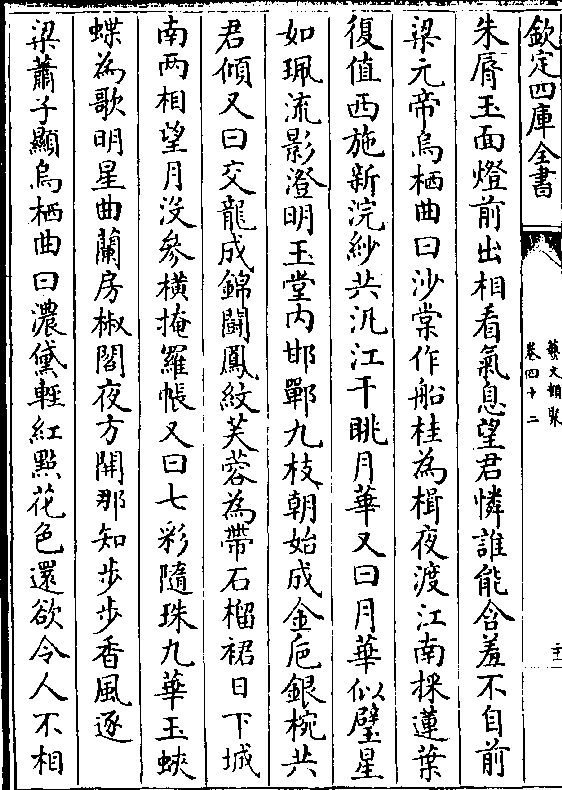 欽定四庫全書
藝文類聚
卷四十二
二十一
朱脣玉面燈前出相看氣息望君憐誰能含羞不自前
梁元帝烏栖曲曰沙棠作船桂為楫夜渡江南採蓮葉
復值西施新浣紗共汎江干眺月華又曰月華似璧星
如珮流影澄明玉堂内邯鄲九枝朝始成金巵銀椀共
君傾又曰交龍成錦鬬鳳紋芙蓉為帶石榴裙日下城
南兩相望月沒參橫掩羅帳又曰七彩隨珠九華玉蛺
蝶為歌明星曲蘭房椒閣夜方開那知步步香風逐
梁蕭子顯烏栖曲曰濃黛輕紅㸃花色還欲令人不相